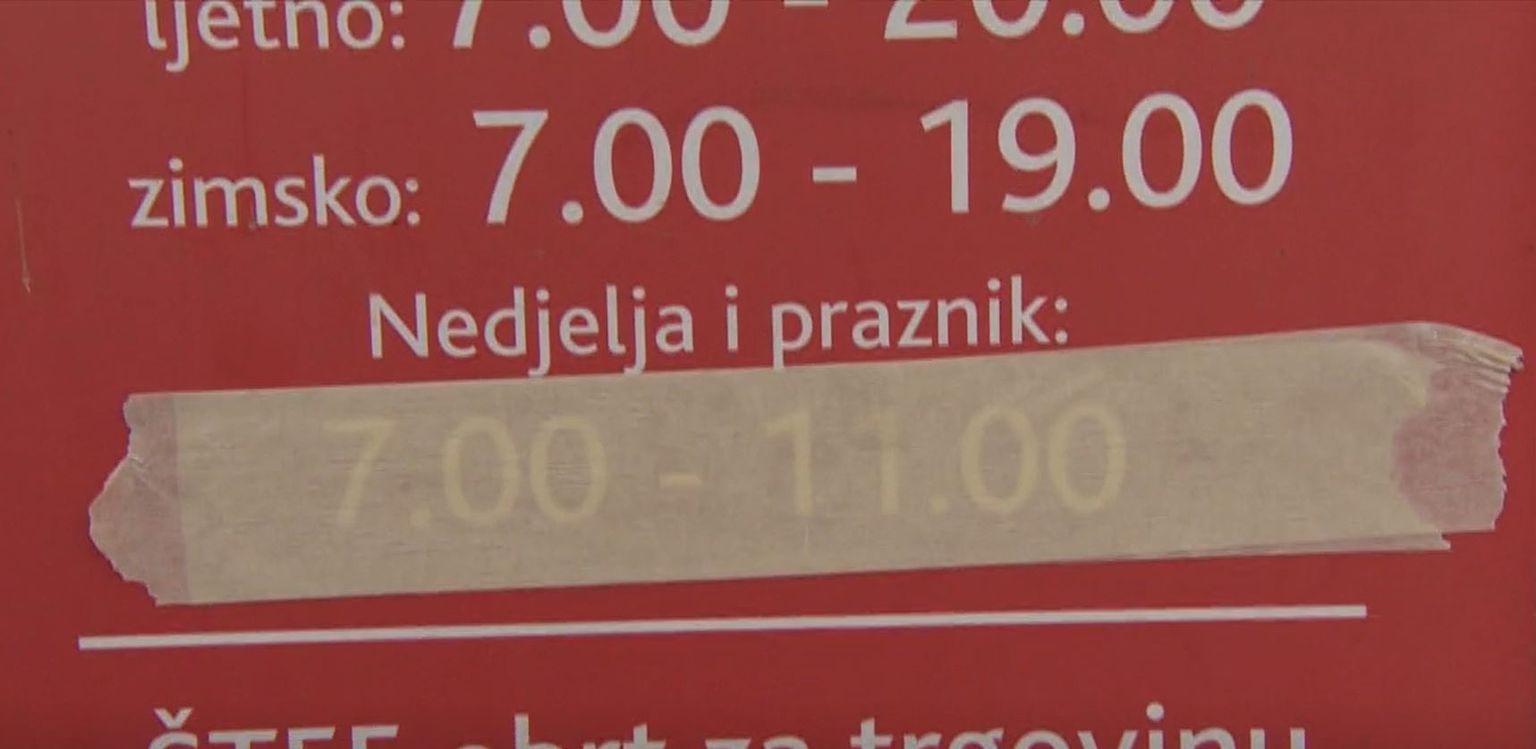 ljetno: 7.00 - 20.00
zimsko: 7.00 - 19.00
Nedjelja i praznik:
7.00 - 11.00
ŠTEF obrt za trgovinu